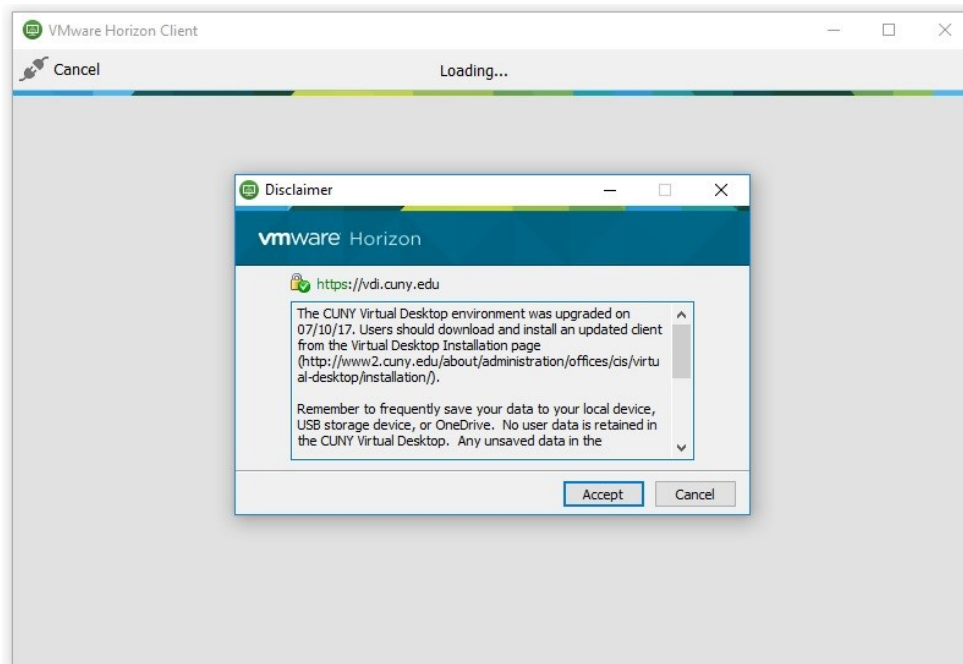 VMware Horizon Client
Cancel
Loading...
Disclaimer
vmware Horizon
https://vdi.cuny.edu
The CUNY Virtual Desktop environment was upgraded on
07/10/17. Users should download and install an updated client
from the Virtual Desktop Installation page
(http://www2.cuny.edu/about/administration/offices/cis/virtu
al-desktop/installation/).
Remember to frequently save your data to your local device,
USB storage device, or OneDrive. No user data is retained in
the CUNY Virtual Desktop. Any unsaved data in the
Accept
Cancel